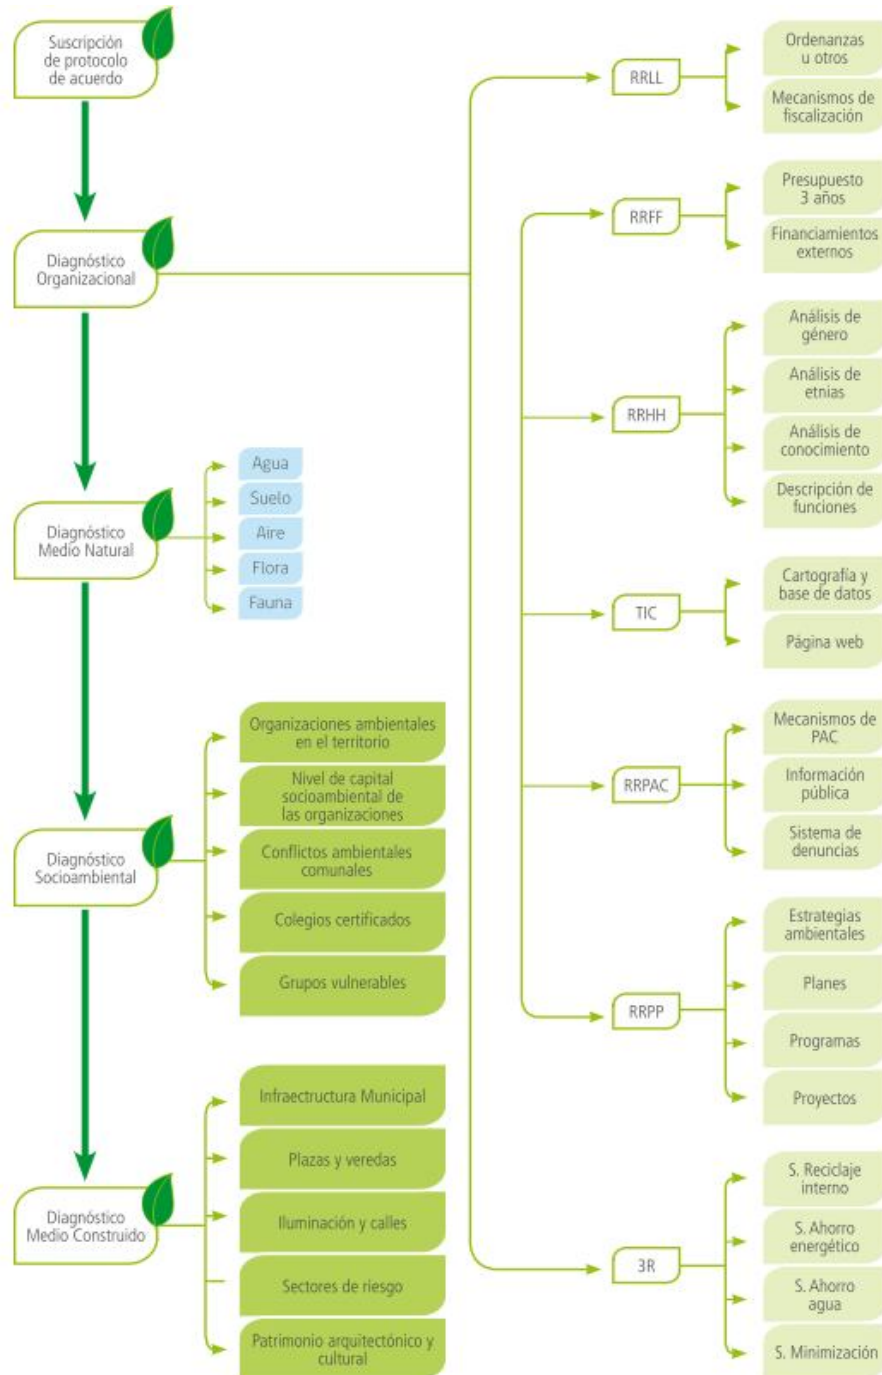 Suscripción
de protocolo
de acuerdo
Diagnóstico
Organizacional
Diagnóstico
Medio Natural
Agua
Suelo
Aire
Flora
Fauna
Diagnóstico
Socioambiental
Organizaciones ambientales
en el territorio
Nivel de capital
socioambiental de
las organizaciones
Conflictos ambientales
comunales
Colegios certificados
Grupos vulnerables
Diagnóstico
Medio Construido
Infraectructura Municipal
Plazas y veredas
Iluminación y calles
Sectores de riesgo
Patrimonio arquitectónico y
cultural
RRLL
Ordenanzas
u otros
Mecanismos de
fiscalización
RRFF
Presupuesto
3 años
Financiamientos
externos
RRHH
Análisis de
género
Análisis de
etnias
Análisis de
conocimiento
Descripción de
funciones
TIC
Cartografía y
base de datos
Página web
RRPAC
Mecanismos de
PAC
Información
pública
Sistema de
denuncias
RRPP
Estrategias
ambientales
Planes
Programas
Proyectos
3R
S. Reciclaje
interno
S. Ahorro
energético
S. Ahorro
agua
S. Minimización